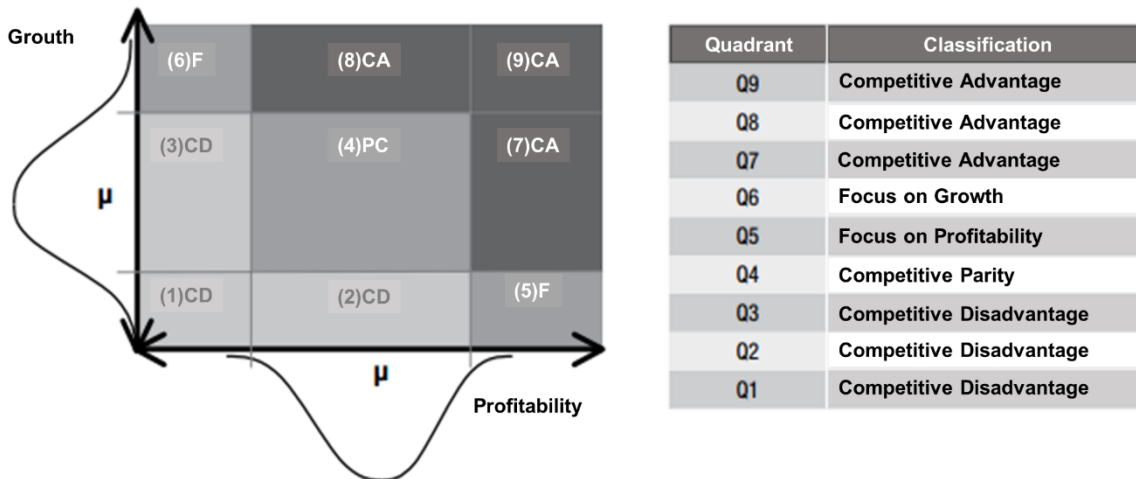 Grouth
(6)F
(8)CA
(9)CA
(3)CD
(4)PC
(7)CA
μ
(1)CD
(2)CD
(5)F
μ
Profitability
Quadrant Classification
Q9 Competitive Advantage
Q8 Competitive Advantage
Q7 Competitive Advantage
Q6 Focus on Growth
Q5 Focus on Profitability
Q4 Competitive Parity
Q3 Competitive Disadvantage
Q2 Competitive Disadvantage
Q1 Competitive Disadvantage